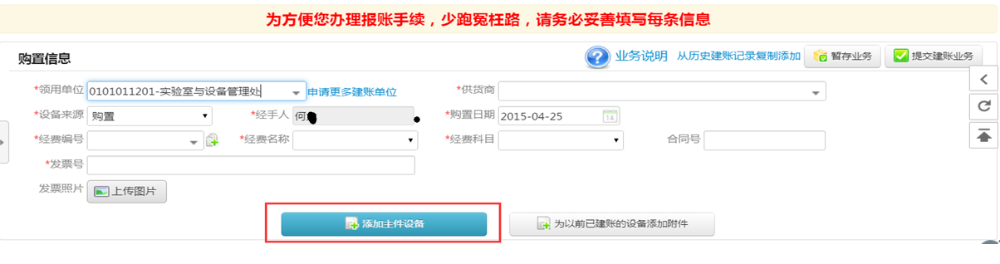 为方便您办理报账手续，少跑冤枉路，请务必妥善填写每条信息
购置信息 业务说明 从历史建账记录复制添加 暂存业务 提交建账业务
*领用单位 0101011201-实验室与设备管理处 申请更多建账单位 *供货商
*设备来源 购置 *经手人 何 *购置日期 2015-04-25 14
*经费编号 *经费名称 *经费科目 合同号
*发票号
发票照片 上传图片
添加主件设备 为以前已建账的设备添加附件